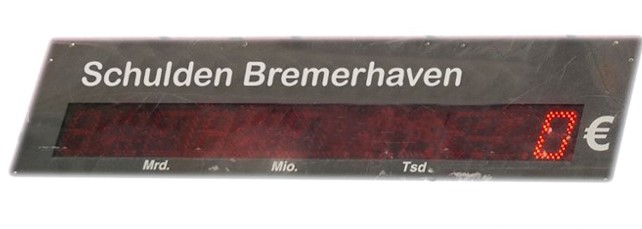 Schulden Bremerhaven
0 €
Mrd. Mio. Tsd.